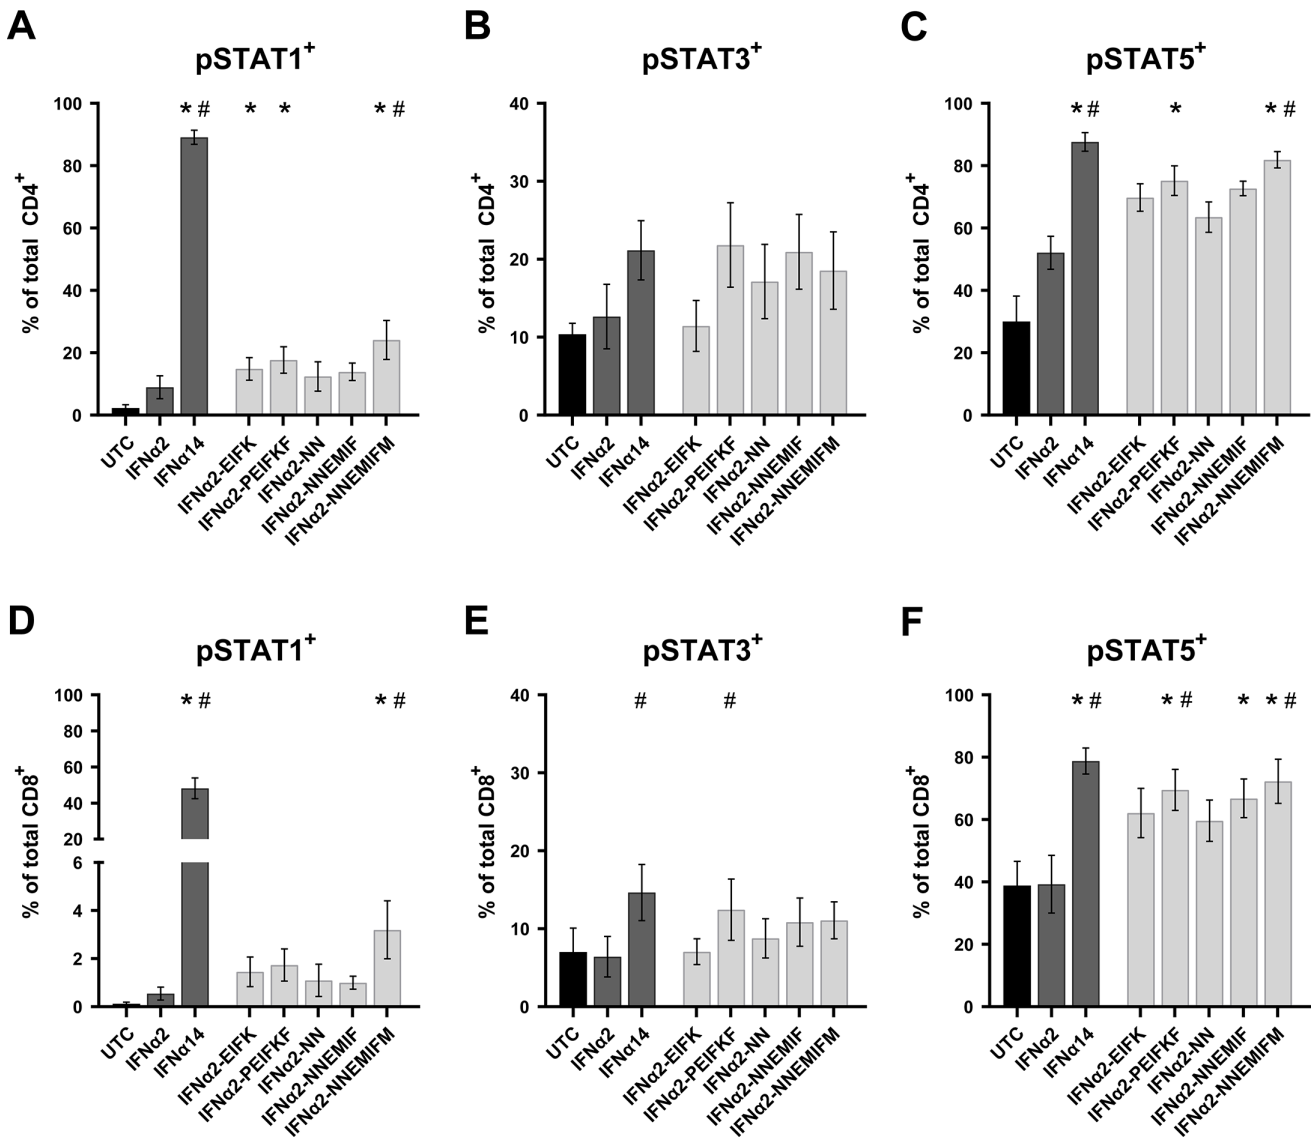 A
pSTAT1+
% of total CD4+
100
80
60
40
20
0
* #
*
*
* #
UTC
IFNα2
IFNα14
IFNα2-EIFK
IFNα2-PEIFKF
IFNα2-NN
IFNα2-NNEMIF
IFNα2-NNEMIFM
B
pSTAT3+
% of total CD4+
40
30
20
10
0
UTC
IFNα2
IFNα14
IFNα2-EIFK
IFNα2-PEIFKF
IFNα2-NN
IFNα2-NNEMIF
IFNα2-NNEMIFM
C
pSTAT5+
% of total CD4+
100
80
60
40
20
0
* #
*
* #
UTC
IFNα2
IFNα14
IFNα2-EIFK
IFNα2-PEIFKF
IFNα2-NN
IFNα2-NNEMIF
IFNα2-NNEMIFM
D
pSTAT1+
% of total CD8+
100
80
60
40
20
6
4
2
0
* #
* #
UTC
IFNα2
IFNα14
IFNα2-EIFK
IFNα2-PEIFKF
IFNα2-NN
IFNα2-NNEMIF
IFNα2-NNEMIFM
E
pSTAT3+
% of total CD8+
40
30
20
10
0
#
#
UTC
IFNα2
IFNα14
IFNα2-EIFK
IFNα2-PEIFKF
IFNα2-NN
IFNα2-NNEMIF
IFNα2-NNEMIFM
F
pSTAT5+
% of total CD8+
100
80
60
40
20
0
* #
* #
*
* #
UTC
IFNα2
IFNα14
IFNα2-EIFK
IFNα2-PEIFKF
IFNα2-NN
IFNα2-NNEMIF
IFNα2-NNEMIFM